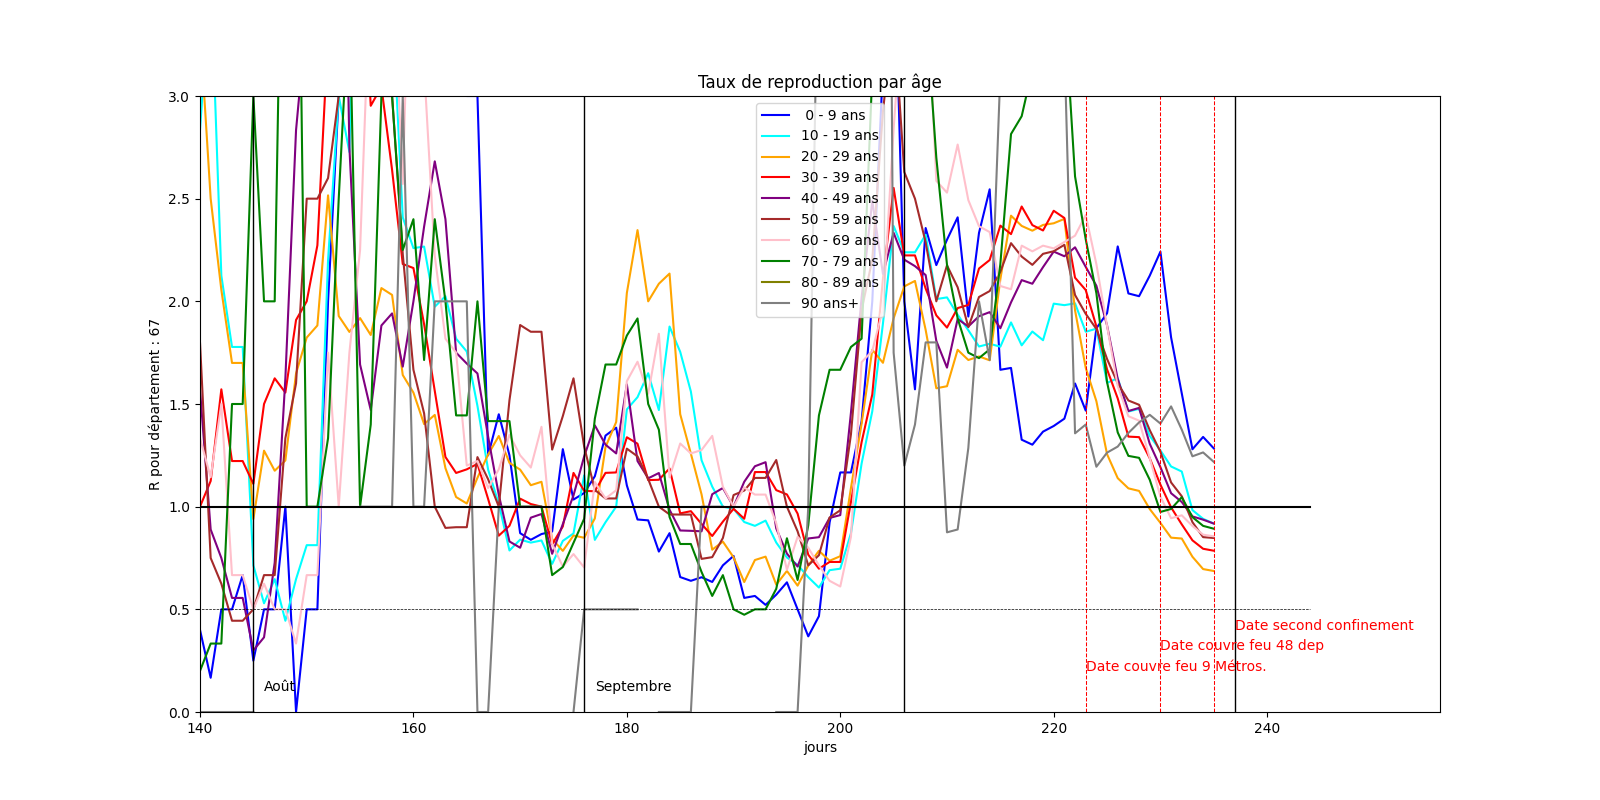 Taux de reproduction par âge
R pour département : 67
3.0
2.5
2.0
1.5
1.0
0.5
0.0
0 - 9 ans
10 - 19 ans
20 - 29 ans
30 - 39 ans
40 - 49 ans
50 - 59 ans
60 - 69 ans
70 - 79 ans
80 - 89 ans
90 ans+
Date second confinement
Date couvre feu 48 dep
Date couvre feu 9 Métros.
Août
Septembre
140
160
180
200
220
240
jours